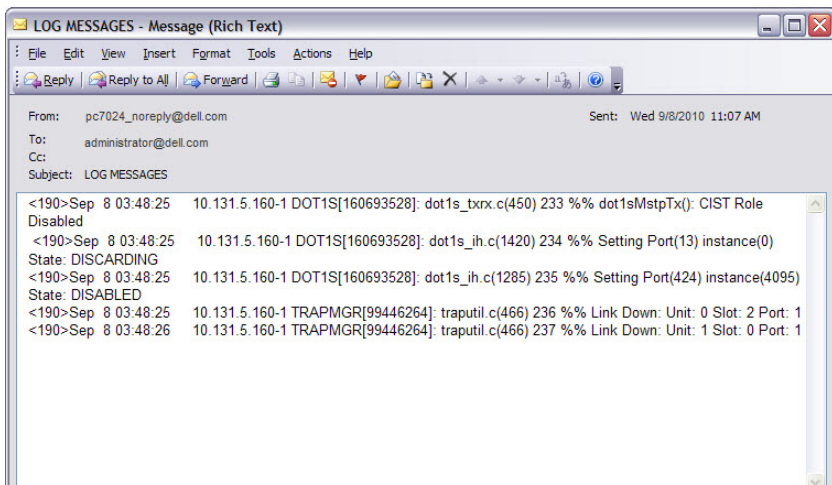 LOG MESSAGES - Message (Rich Text)
File Edit View Insert Format Tools Actions Help
Reply Reply to All Forward
From: pc7024_noreply@dell.com Sent: Wed 9/8/2010 11:07 AM
To: administrator@dell.com
Cc:
Subject: LOG MESSAGES
<190>Sep 8 03:48:25 10.131.5.160-1 DOT1S[160693528]: dot1s_txrx.c(450) 233 %% dot1sMstpTx(): CIST Role
Disabled
<190>Sep 8 03:48:25 10.131.5.160-1 DOT1S[160693528]: dot1s_ih.c(1420) 234 %% Setting Port(13) instance(0)
State: DISCARDING
<190>Sep 8 03:48:25 10.131.5.160-1 DOT1S[160693528]: dot1s_ih.c(1285) 235 %% Setting Port(424) instance(4095)
State: DISABLED
<190>Sep 8 03:48:25 10.131.5.160-1 TRAPMGR[99446264]: traputil.c(466) 236 %% Link Down: Unit: 0 Slot: 2 Port: 1
<190>Sep 8 03:48:26 10.131.5.160-1 TRAPMGR[99446264]: traputil.c(466) 237 %% Link Down: Unit: 1 Slot: 0 Port: 1